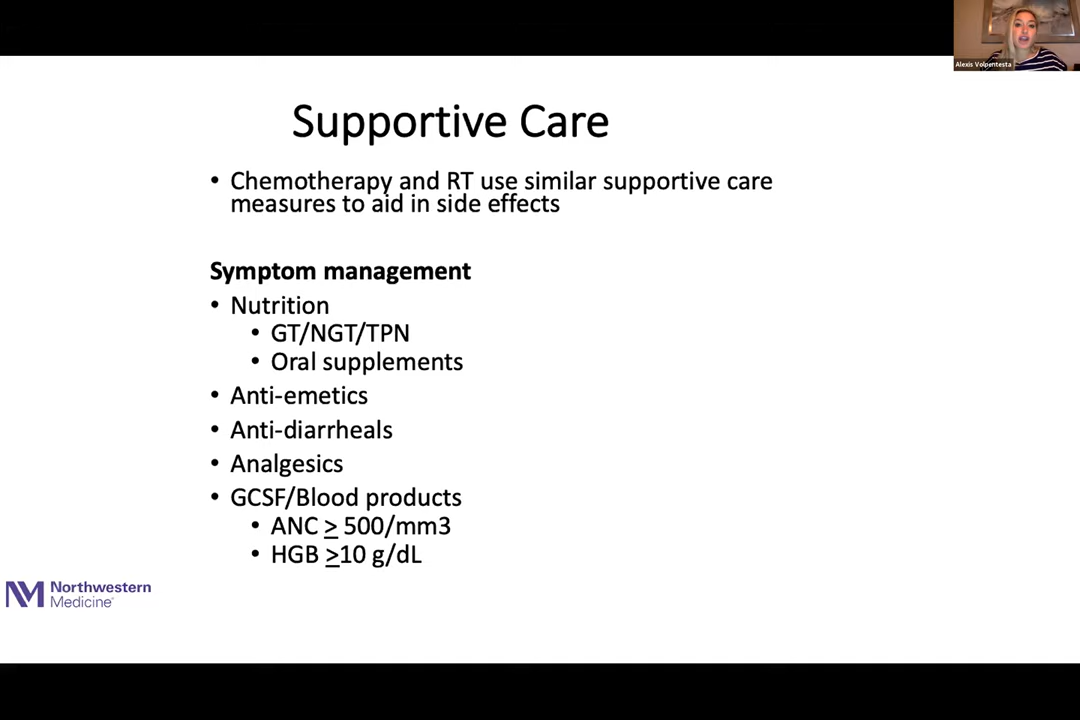 Alexis Volpentesta
Supportive Care
• Chemotherapy and RT use similar supportive care
measures to aid in side effects
Symptom management
• Nutrition
• GT/NGT/TPN
• Oral supplements
• Anti-emetics
• Anti-diarrheals
• Analgesics
• GCSF/Blood products
• ANC ≥ 500/mm3
• HGB ≥10 g/dL
Northwestern
Medicine